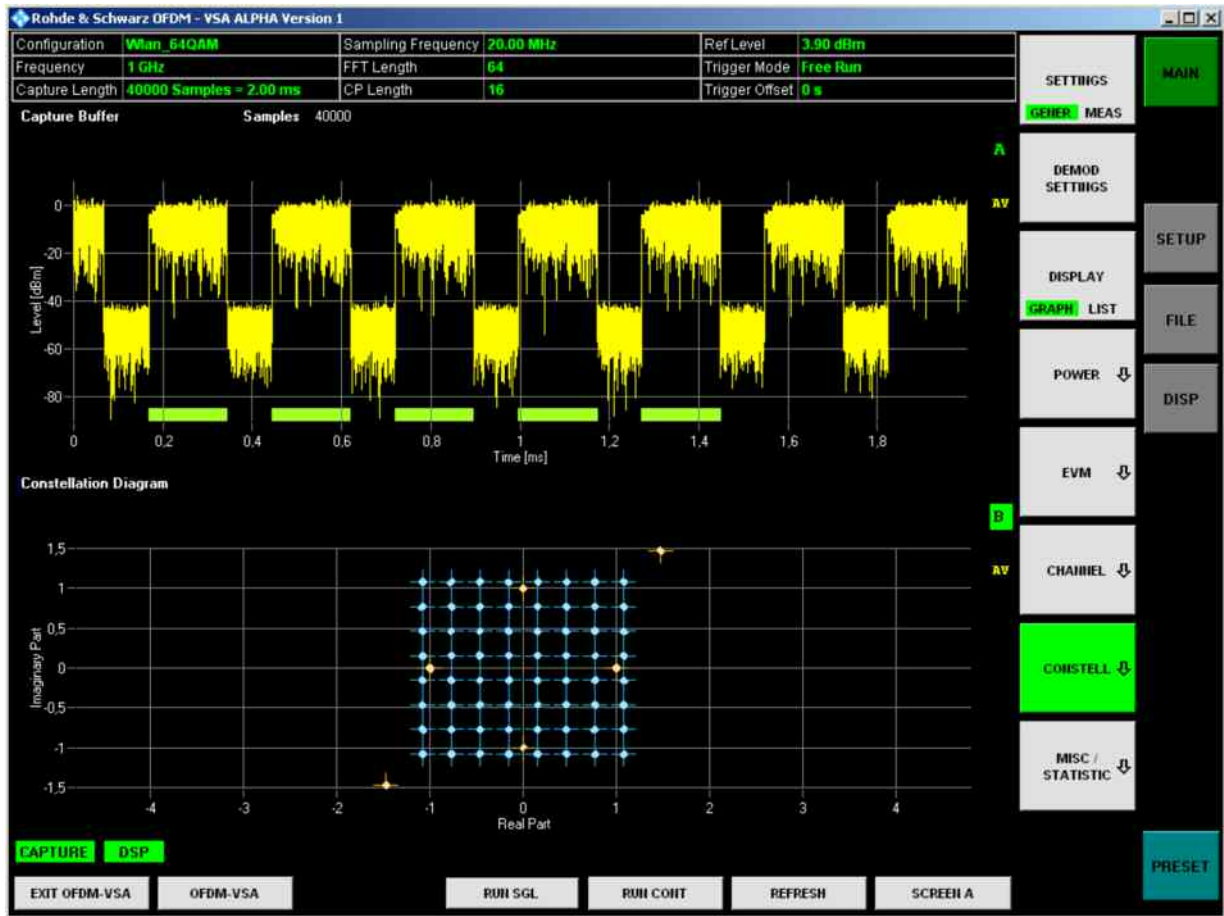 Rohde & Schwarz OFDM - VSA ALPHA Version 1
Configuration Wlan_64QAM Sampling Frequency 20.00 MHz Ref Level 3.90 dBm
Frequency 1 GHz FFT Length 64 Trigger Mode Free Run
Capture Length 40000 Samples = 2.00 ms CP Length 16 Trigger Offset 0 s
Capture Buffer Samples 40000
A
AV
Level [dBm]
0
-20
-40
-60
-80
0 0,2 0,4 0,6 0,8 1 1,2 1,4 1,6 1,8
Time [ms]
Constellation Diagram
B
AV
Imaginary Part
1,5
1
0,5
0
-0,5
-1
-1,5
-4 -3 -2 -1 0 1 2 3 4
Real Part
CAPTURE DSP
EXIT OFDM-VSA OFDM-VSA RUN SGL RUN CONT REFRESH SCREEN A
SETTINGS
GENER MEAS
DEMOD
SETTINGS
DISPLAY
GRAPH LIST
POWER
EVM
CHANNEL
CONSTELL
MISC /
STATISTIC
MAIN
SETUP
FILE
DISP
PRESET